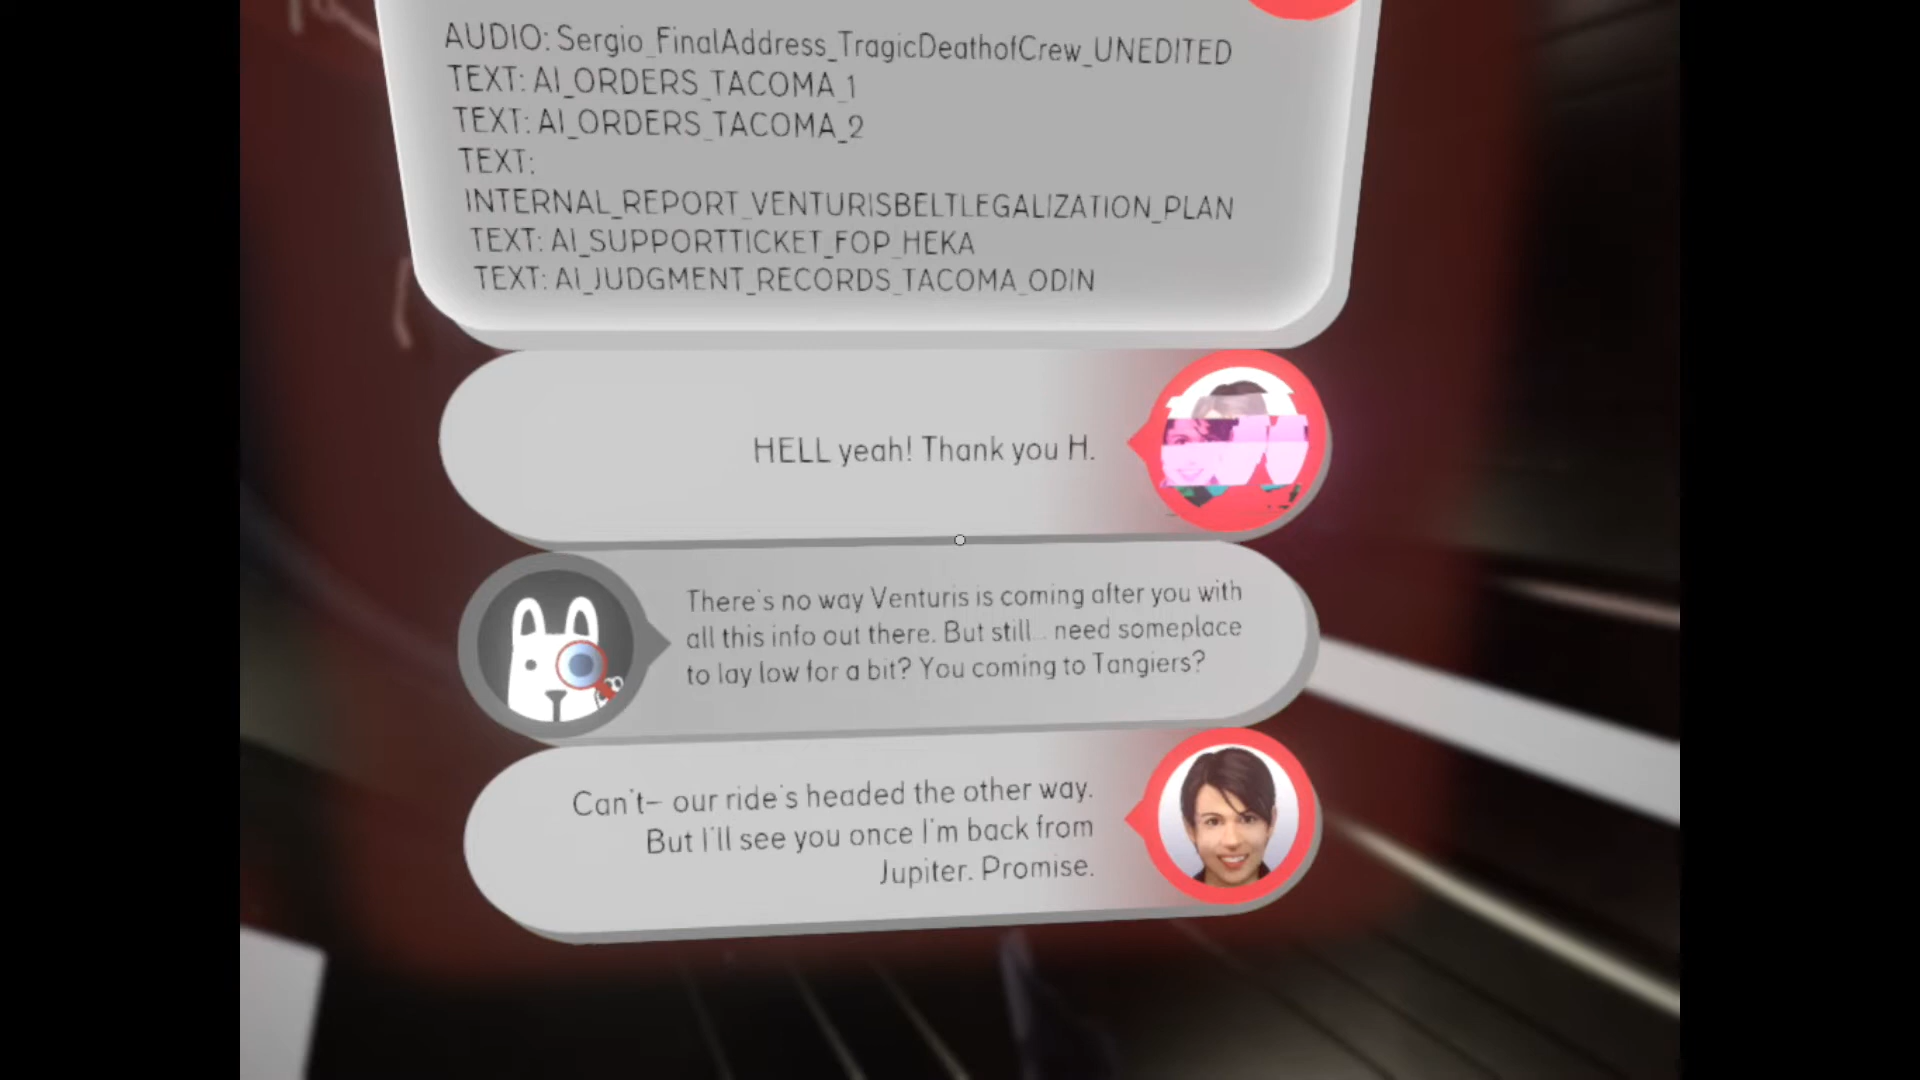 AUDIO: Sergio_FinalAddress_TragicDeathofCrew_UNEDITED
TEXT: AI_ORDERS_TACOMA_1
TEXT: AI_ORDERS_TACOMA_2
TEXT:
INTERNAL_REPORT_VENTURISBELTLEGALIZATION_PLAN
TEXT: AI_SUPPORTTICKET_FOP_HEKA
TEXT: AI_JUDGMENT_RECORDS_TACOMA_ODIN
HELL yeah! Thank you H.
There's no way Venturis is coming after you with
all this info out there. But still... need someplace
to lay low for a bit? You coming to Tangiers?
Can't– our ride's headed the other way.
But I'll see you once I'm back from
Jupiter. Promise.